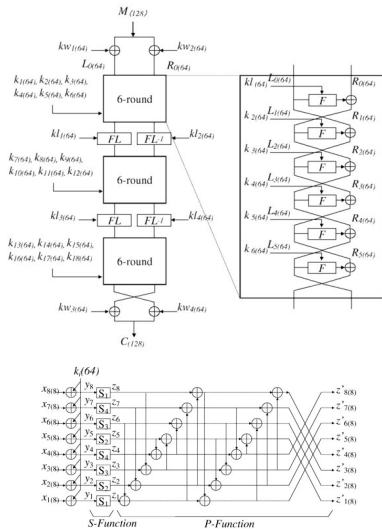 M(128)
kw1(64)
kw2(64)
L0(64)
R0(64)
k1(64), k2(64), k3(64),
k4(64), k5(64), k6(64)
6-round
kl1(64)
FL
FL-1
kl2(64)
k7(64), k8(64), k9(64),
k10(64), k11(64), k12(64)
6-round
kl3(64)
FL
FL-1
kl4(64)
k13(64), k14(64), k15(64),
k16(64), k17(64), k18(64)
6-round
kw3(64)
kw4(64)
C(128)
k1(64)
L0(64)
R0(64)
F
k2(64)
L1(64)
R1(64)
F
k3(64)
L2(64)
R2(64)
F
k4(64)
L3(64)
R3(64)
F
k5(64)
L4(64)
R4(64)
F
k6(64)
L5(64)
R5(64)
F
ki(64)
x8(8) y8 S1 z8 z'8(8)
x7(8) y7 S4 z7 z'7(8)
x6(8) y6 S3 z6 z'6(8)
x5(8) y5 S2 z5 z'5(8)
x4(8) y4 S4 z4 z'4(8)
x3(8) y3 S3 z3 z'3(8)
x2(8) y2 S2 z2 z'2(8)
x1(8) y1 S1 z1 z'1(8)
S-Function
P-Function